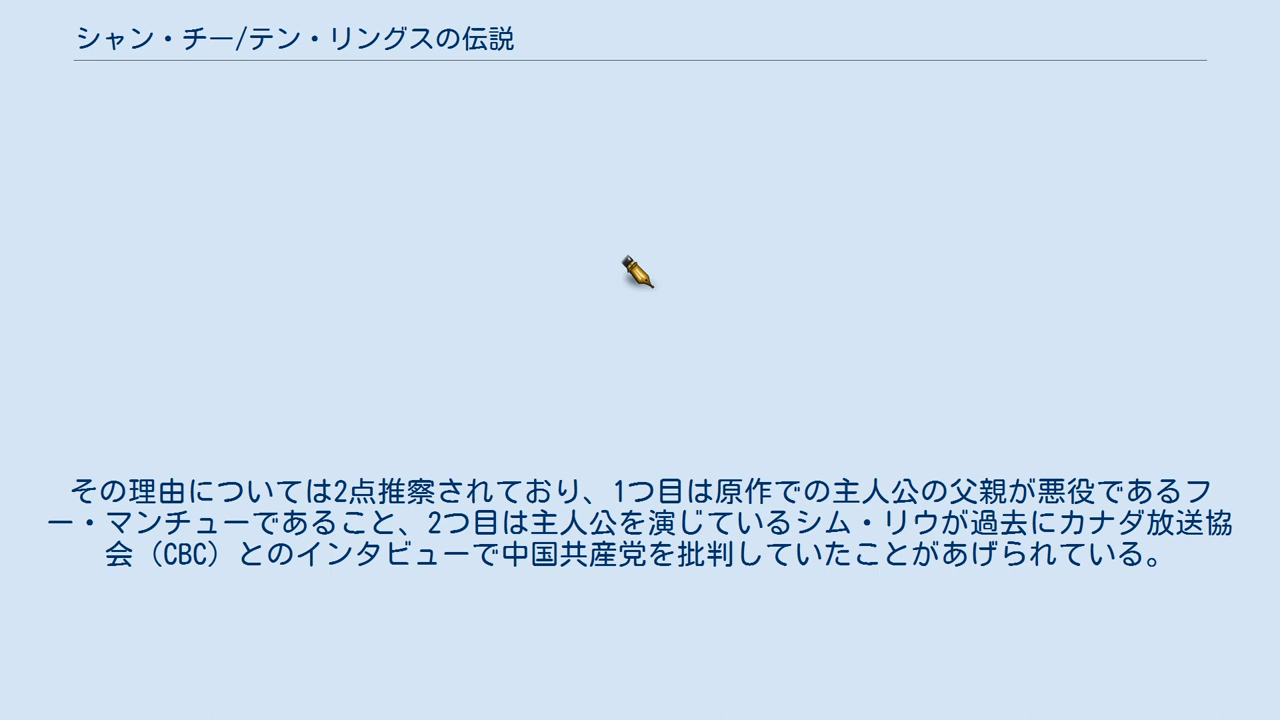 シャン・チー/テン・リングスの伝説
その理由については2点推察されており、1つ目は原作での主人公の父親が悪役であるフ
ー・マンチューであること、2つ目は主人公を演じているシム・リウが過去にカナダ放送協
会（CBC）とのインタビューで中国共産党を批判していたことがあげられている。